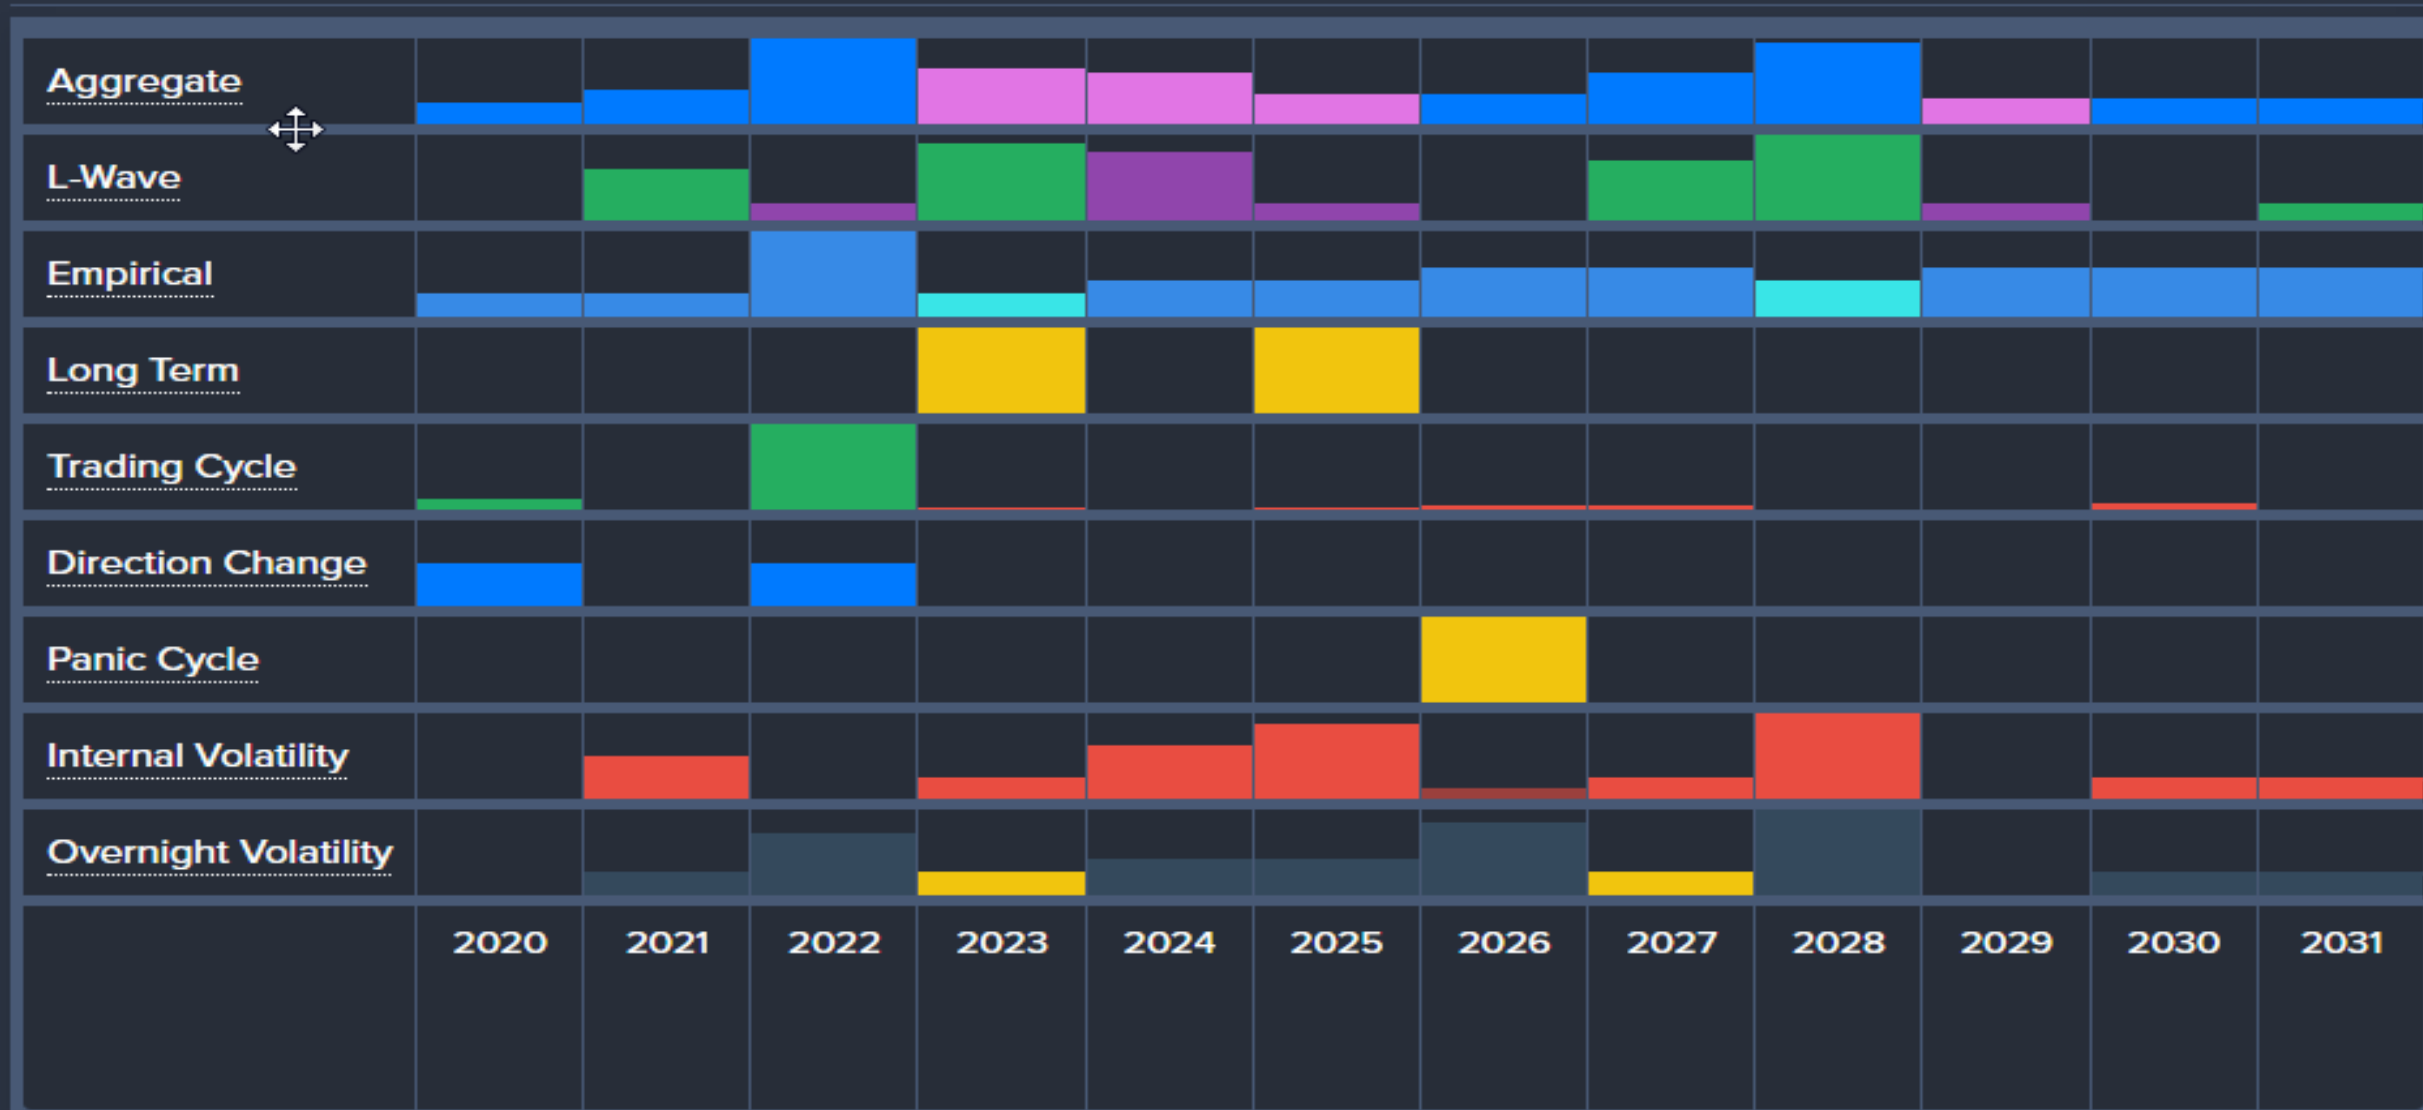 Aggregate
L-Wave
Empirical
Long Term
Trading Cycle
Direction Change
Panic Cycle
Internal Volatility
Overnight Volatility
2020 2021 2022 2023 2024 2025 2026 2027 2028 2029 2030 2031